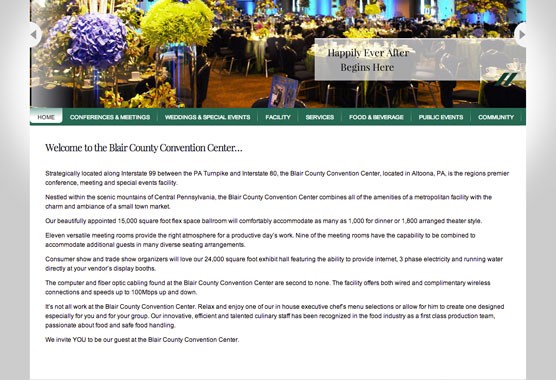 Happily Ever After
Begins Here
HOME CONFERENCES & MEETINGS WEDDINGS & SPECIAL EVENTS FACILITY SERVICES FOOD & BEVERAGE PUBLIC EVENTS COMMUNITY
Welcome to the Blair County Convention Center...
Strategically located along Interstate 99 between the PA Turnpike and Interstate 80, the Blair County Convention Center, located in Altoona, PA, is the regions premier
conference, meeting and special events facility.
Nestled within the scenic mountains of Central Pennsylvania, the Blair County Convention Center combines all of the amenities of a metropolitan facility with the
charm and ambiance of a small town market.
Our beautifully appointed 15,000 square foot flex space ballroom will comfortably accommodate as many as 1,000 for dinner or 1,800 arranged theater style.
Eleven versatile meeting rooms provide the right atmosphere for a productive day's work. Nine of the meeting rooms have the capability to be combined to
accommodate additional guests in many diverse seating arrangements.
Consumer show and trade show organizers will love our 24,000 square foot exhibit hall featuring the ability to provide internet, 3 phase electricity and running water
directly at your vendor's display booths.
The computer and fiber optic cabling found at the Blair County Convention Center are second to none. The facility offers both wired and complimentary wireless
connections and speeds up to 100Mbps up and down.
It's not all work at the Blair County Convention Center. Relax and enjoy one of our in house executive chef's menu selections or allow for him to create one designed
especially for you and for your group. Our innovative, efficient and talented culinary staff has been recognized in the food industry as a first class production team,
passionate about food and safe food handling.
We invite YOU to be our guest at the Blair County Convention Center.